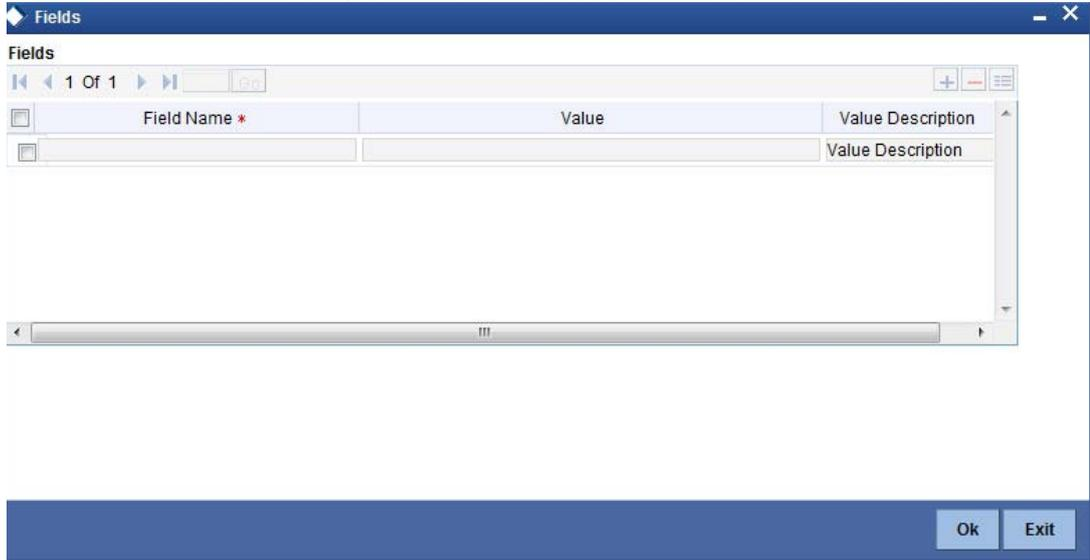 Fields
Fields
1 Of 1 Go
Field Name * Value Value Description
Value Description
Ok Exit